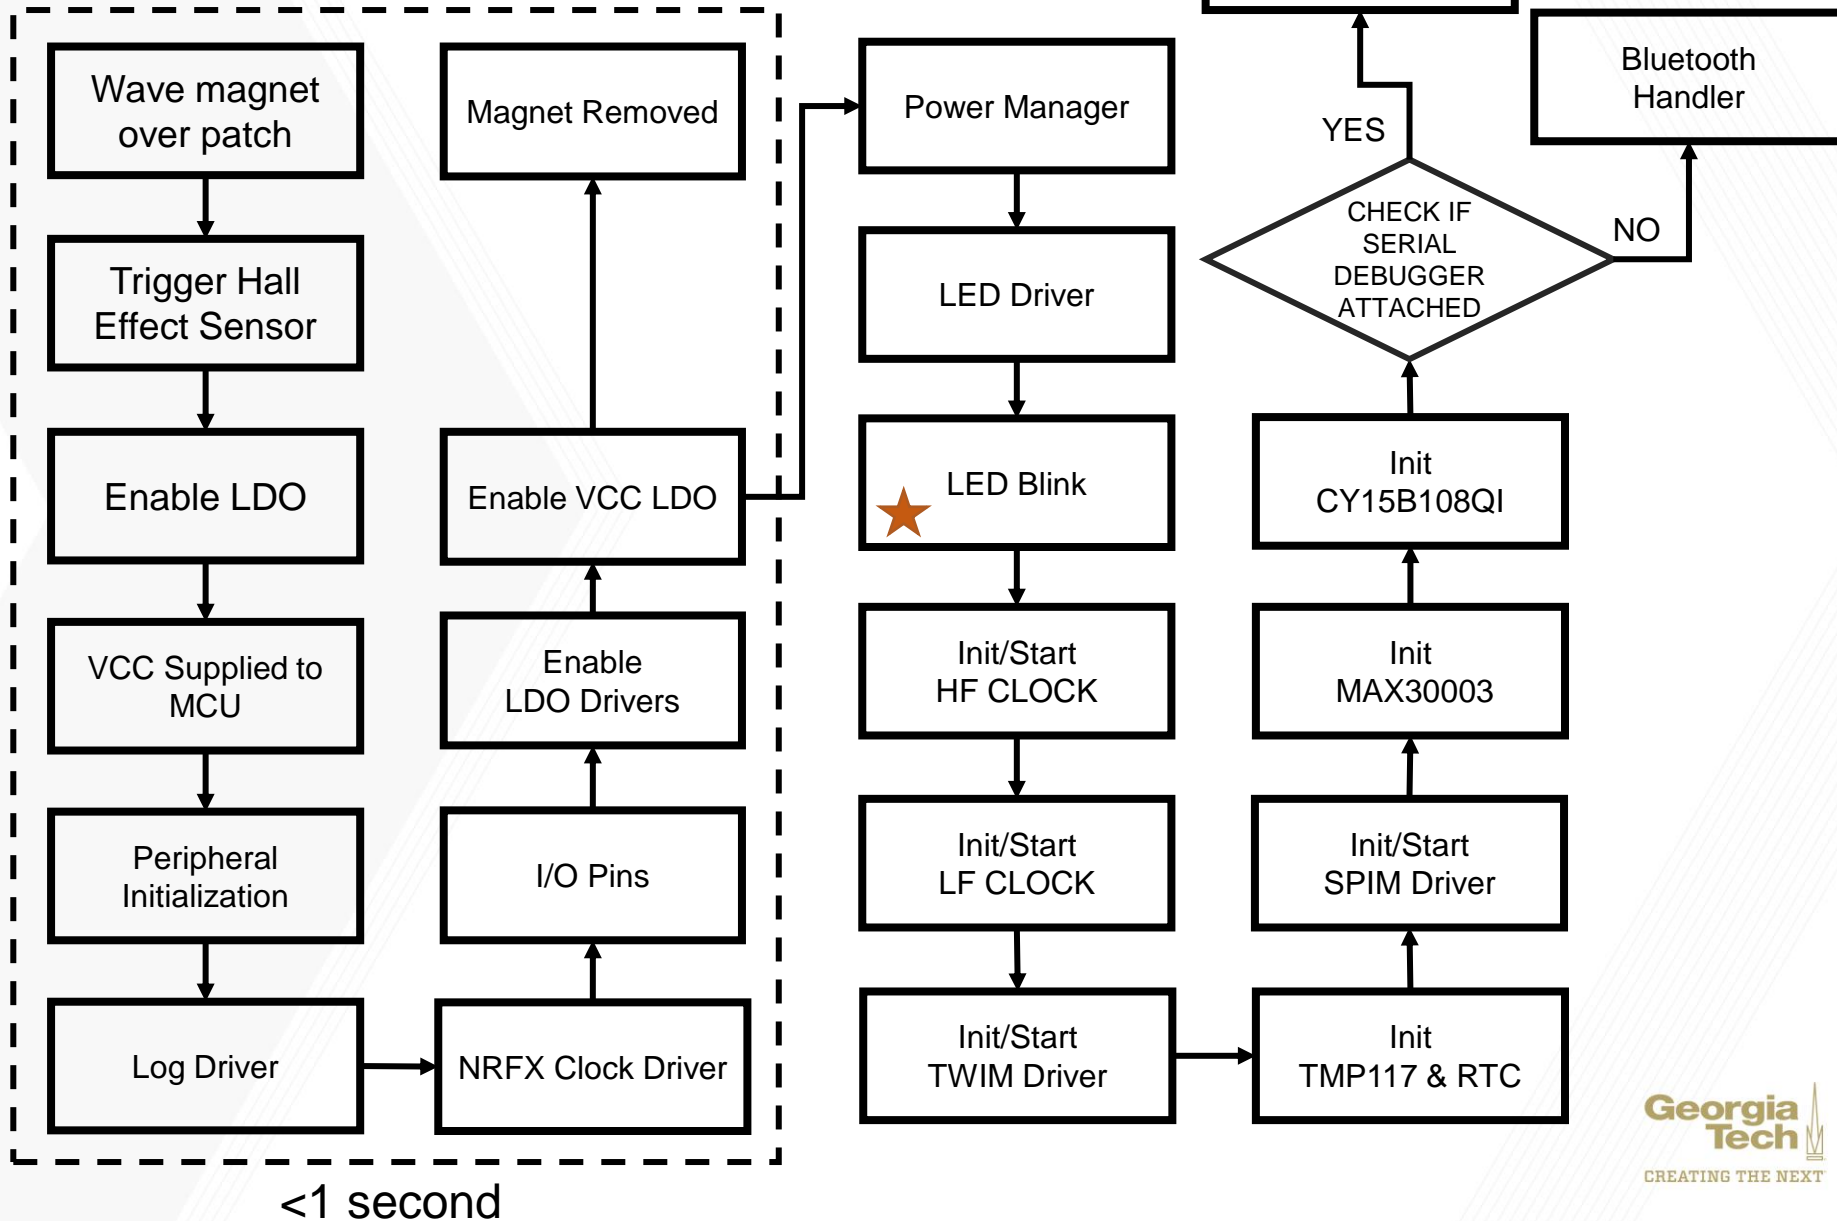 Wave magnet
over patch
Trigger Hall
Effect Sensor
Enable LDO
VCC Supplied to
MCU
Peripheral
Initialization
Log Driver
NRFX Clock Driver
I/O Pins
Enable
LDO Drivers
Enable VCC LDO
Magnet Removed
<1 second
Power Manager
LED Driver
LED Blink
Init/Start
HF CLOCK
Init/Start
LF CLOCK
Init/Start
TWIM Driver
Init
TMP117 & RTC
Init/Start
SPIM Driver
Init
MAX30003
Init
CY15B108QI
CHECK IF
SERIAL
DEBUGGER
ATTACHED
YES
NO
Bluetooth
Handler
Georgia
Tech
CREATING THE NEXT